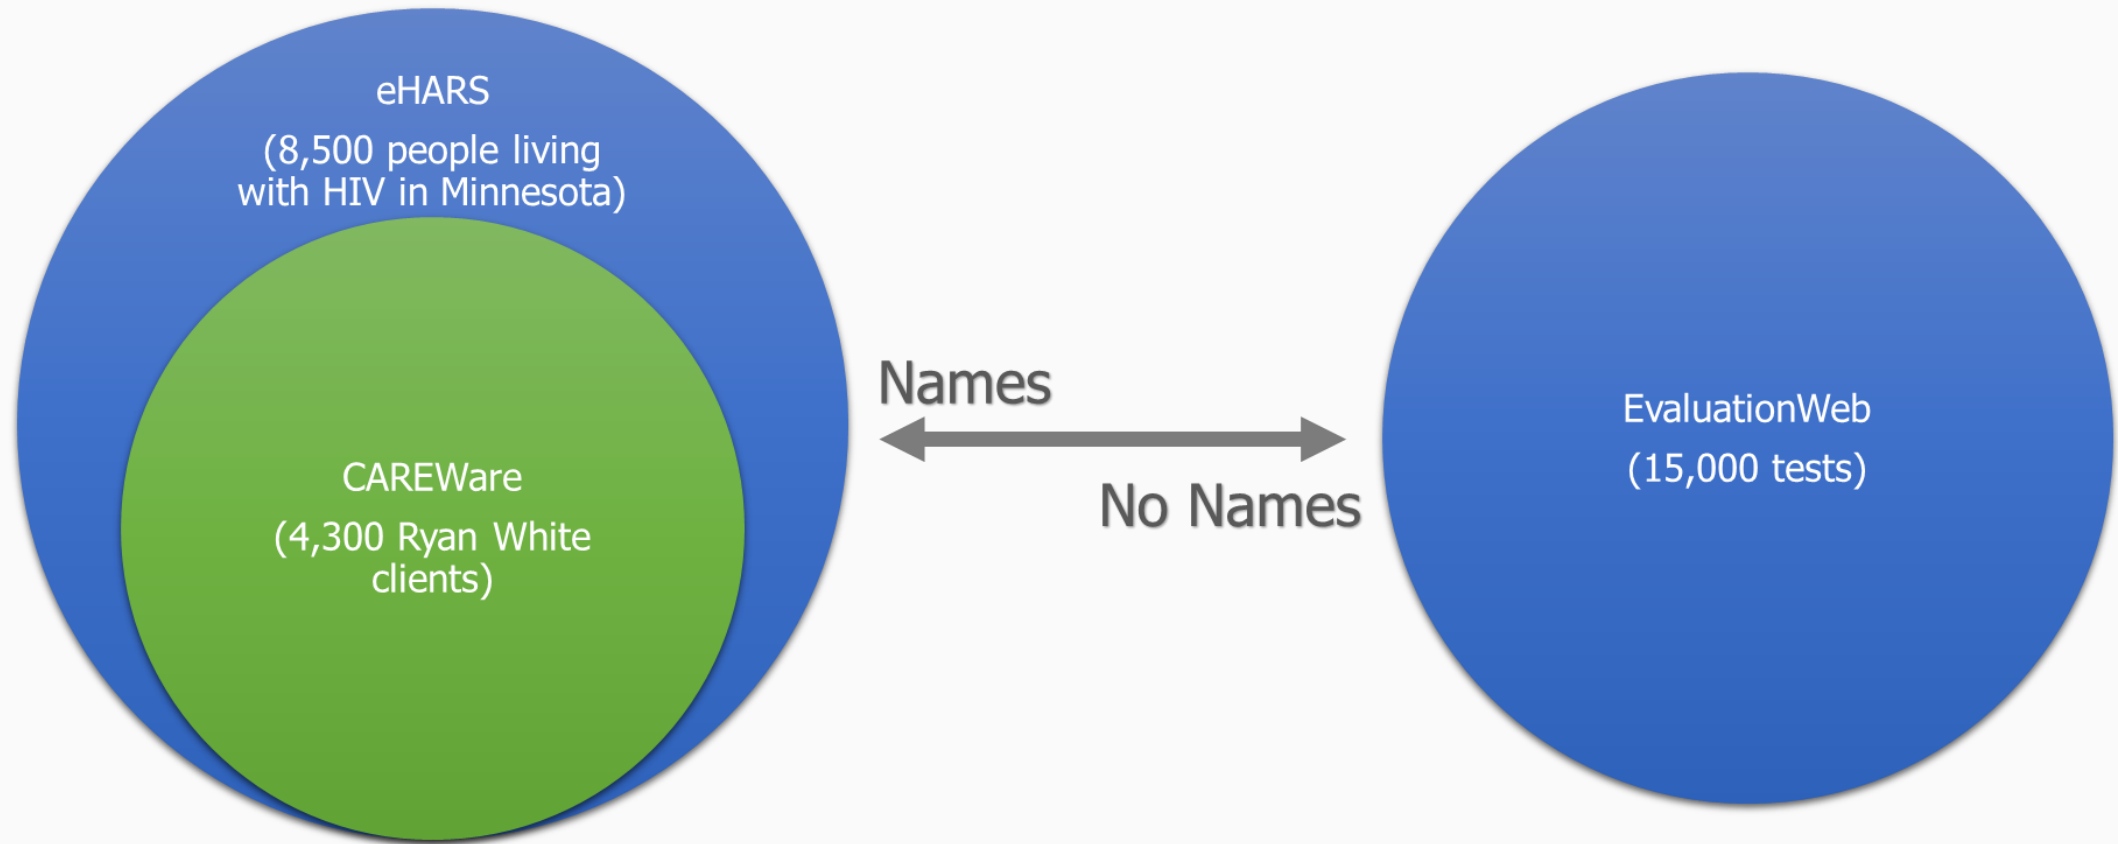 eHARS
(8,500 people living
with HIV in Minnesota)
CAREWare
(4,300 Ryan White
clients)
Names
No Names
EvaluationWeb
(15,000 tests)